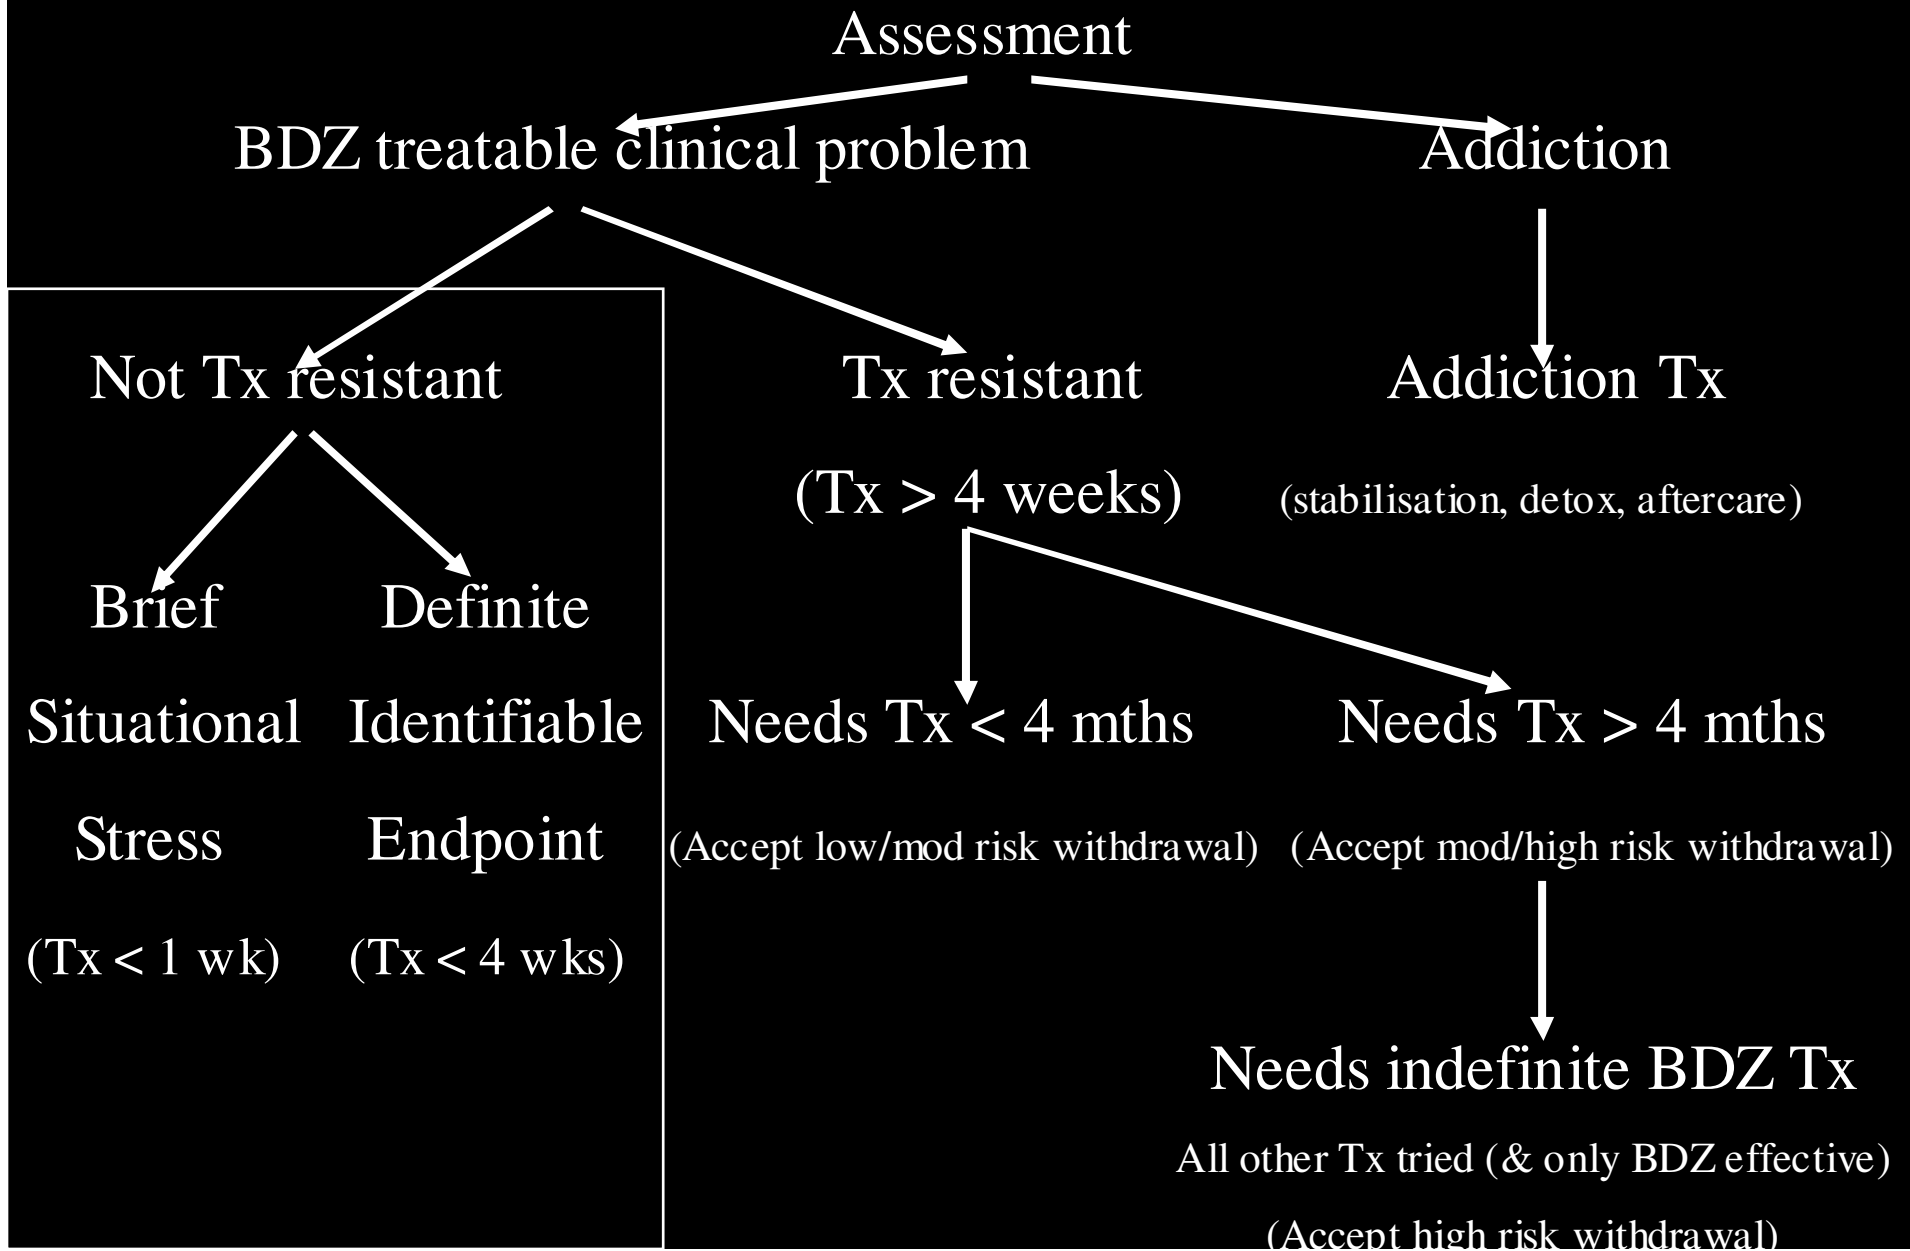 Assessment
BDZ treatable clinical problem
Addiction
Not Tx resistant
Tx resistant
Addiction Tx
(Tx > 4 weeks)
(stabilisation, detox, aftercare)
Brief
Definite
Situational
Identifiable
Needs Tx < 4 mths
Needs Tx > 4 mths
Stress
Endpoint
(Accept low/mod risk withdrawal)
(Accept mod/high risk withdrawal)
(Tx < 1 wk)
(Tx < 4 wks)
Needs indefinite BDZ Tx
All other Tx tried (& only BDZ effective)
(Accept high risk withdrawal)